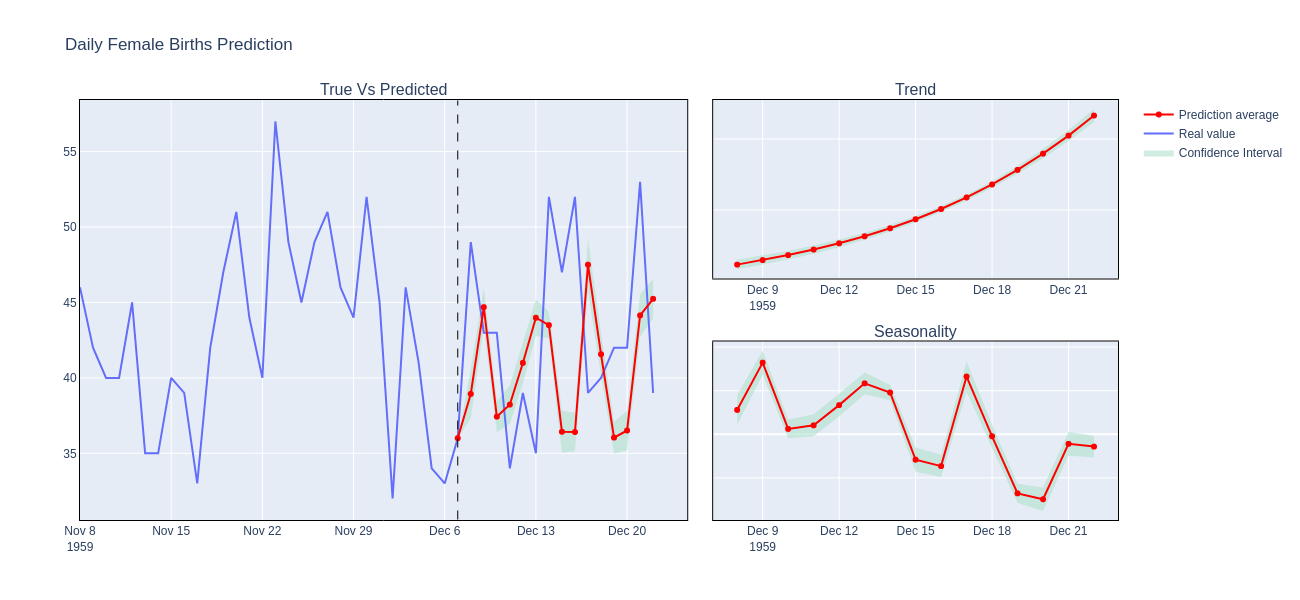 Daily Female Births Prediction
True Vs Predicted
55
50
45
40
35
Nov 8
1959
Nov 15
Nov 22
Nov 29
Dec 6
Dec 13
Dec 20
Trend
Dec 9
1959
Dec 12
Dec 15
Dec 18
Dec 21
Seasonality
Dec 9
1959
Dec 12
Dec 15
Dec 18
Dec 21
Prediction average
Real value
Confidence Interval